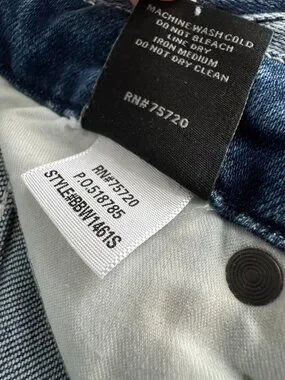 MACHINE WASH COLD
DO NOT BLEACH
LINE DRY
IRON MEDIUM
DO NOT DRY CLEAN
RN# 75720
RN#75720
P.O.518785
STYLE#BBW1461S